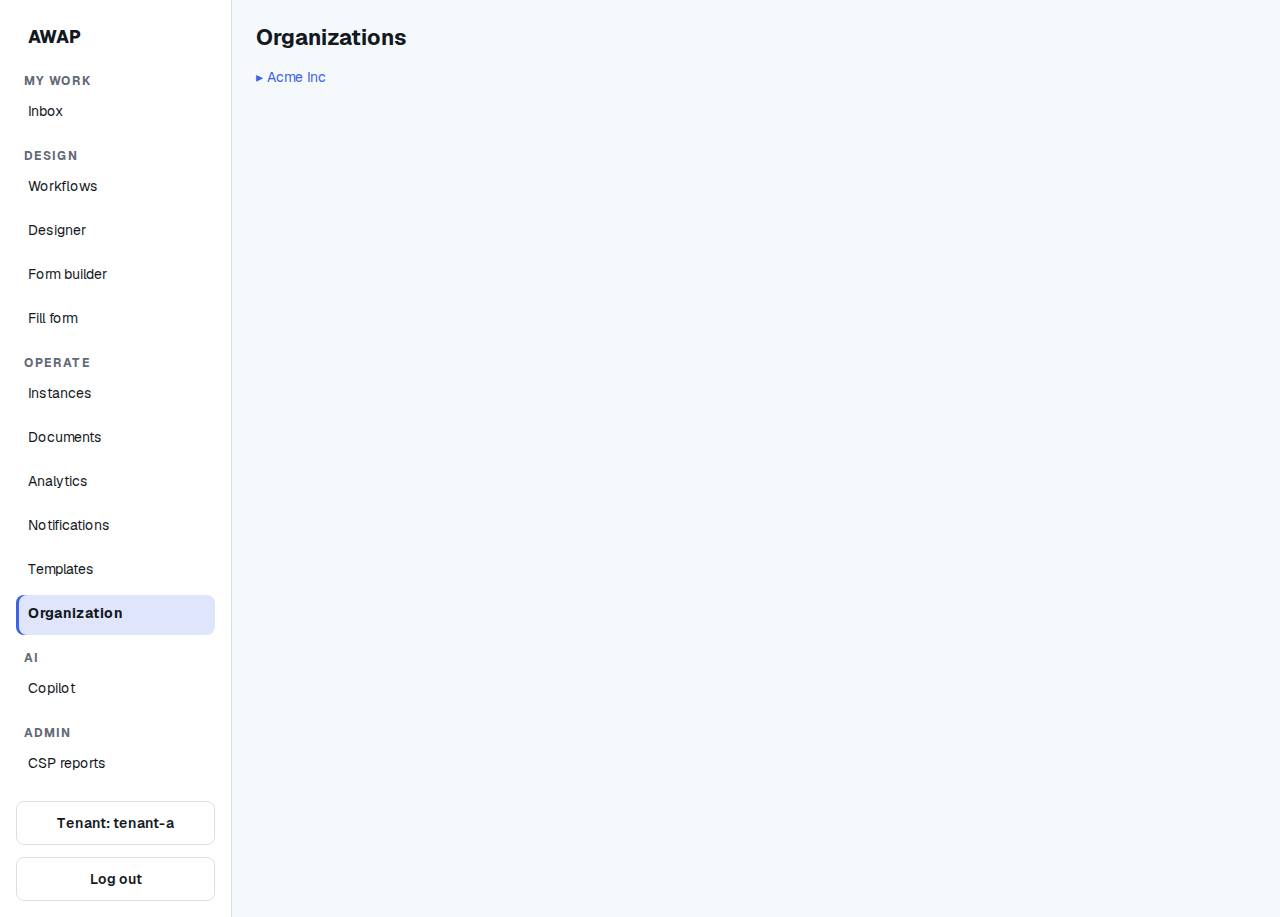 AWAP
MY WORK
Inbox
DESIGN
Workflows
Designer
Form builder
Fill form
OPERATE
Instances
Documents
Analytics
Notifications
Templates
Organization
AI
Copilot
ADMIN
CSP reports
Tenant: tenant-a
Log out
Organizations
▸ Acme Inc